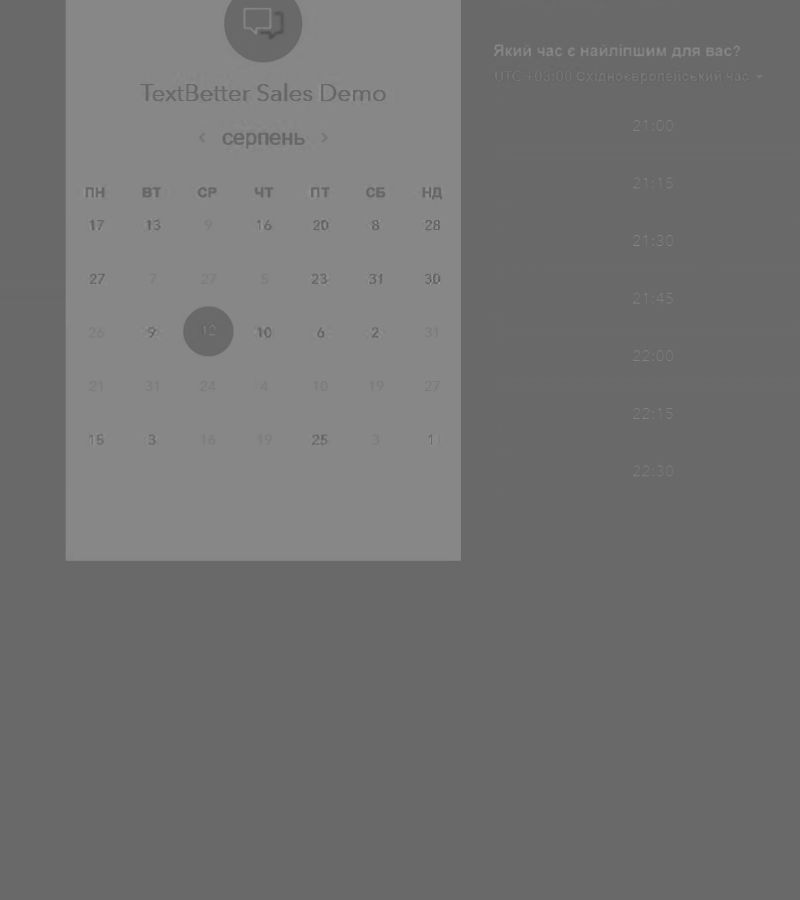 TextBetter Sales Demo
серпень
ПН ВТ СР ЧТ ПТ СБ НД
17 13 9 16 20 8 28
27 7 27 5 23 31 30
26 9 12 10 6 2 31
21 31 24 4 10 19 27
15 3 16 19 25 3 1
Який час є найліпшим для вас?
UTC +03:00 Східноєвропейський час
21:00
21:15
21:30
21:45
22:00
22:15
22:30